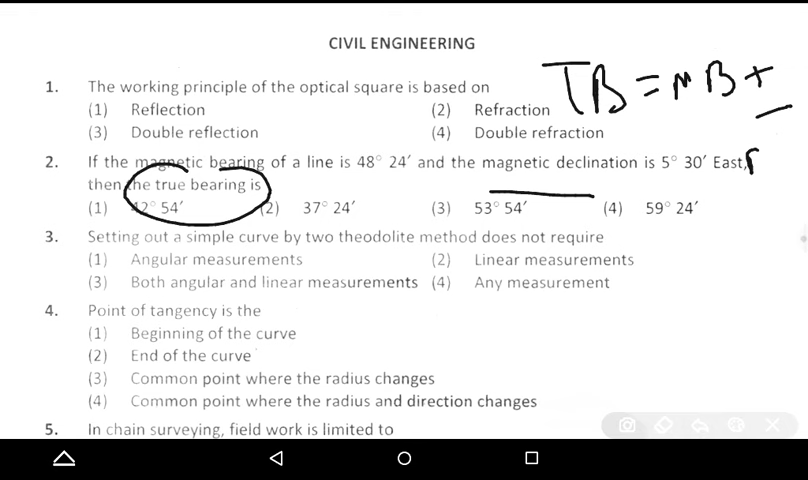 CIVIL ENGINEERING
TB = MB +
1. The working principle of the optical square is based on
(1) Reflection (2) Refraction
(3) Double reflection (4) Double refraction
2. If the magnetic bearing of a line is 48° 24′ and the magnetic declination is 5° 30′ East,
then the true bearing is
(1) 42° 54′ (2) 37° 24′ (3) 53° 54′ (4) 59° 24′
3. Setting out a simple curve by two theodolite method does not require
(1) Angular measurements (2) Linear measurements
(3) Both angular and linear measurements (4) Any measurement
4. Point of tangency is the
(1) Beginning of the curve
(2) End of the curve
(3) Common point where the radius changes
(4) Common point where the radius and direction changes
5. In chain surveying, field work is limited to